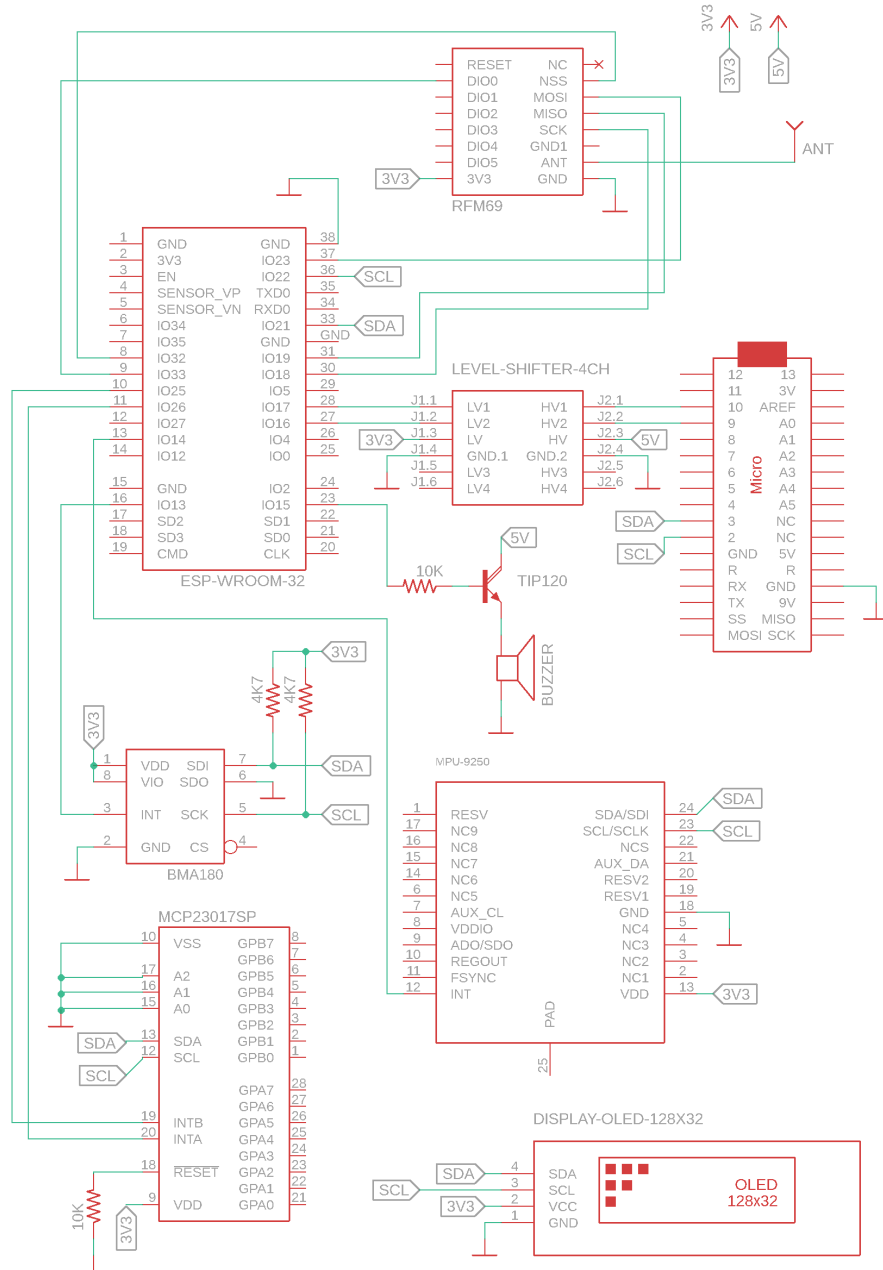 3V3
5V
3V3
5V
RESET NC
DIO0 NSS
DIO1 MOSI
DIO2 MISO
DIO3 SCK
DIO4 GND1
DIO5 ANT
3V3 3V3 GND
RFM69
ANT
1 GND GND 38
2 3V3 IO23 37
3 EN IO22 36 SCL
4 SENSOR_VP TXD0 35
5 SENSOR_VN RXD0 34
6 IO34 IO21 33 SDA
7 IO35 GND GND
8 IO32 IO19 31
9 IO33 IO18 30
10 IO25 IO5 29
11 IO26 IO17 28
12 IO27 IO16 27
13 IO14 IO4 26
14 IO12 IO0 25
15 GND IO2 24
16 IO13 IO15 23
17 SD2 SD1 22
18 SD3 SD0 21
19 CMD CLK 20
ESP-WROOM-32
LEVEL-SHIFTER-4CH
J1.1 LV1 HV1 J2.1
J1.2 LV2 HV2 J2.2
3V3 J1.3 LV HV J2.3 5V
J1.4 GND.1 GND.2 J2.4
J1.5 LV3 HV3 J2.5
J1.6 LV4 HV4 J2.6
12 13
11 3V
10 AREF
9 A0
8 A1
7 A2
6 A3
5 A4
4 A5
SDA 3 NC
SCL 2 NC
GND 5V
R R
RX GND
TX 9V
SS MISO
MOSI SCK
Micro
5V
10K
TIP120
BUZZER
3V3
4K7
4K7
3V3
1 VDD SDI 7 SDA
8 VIO SDO 6
3 INT SCK 5 SCL
2 GND CS 4
BMA180
MPU-9250
1 RESV SDA/SDI 24 SDA
17 NC9 SCL/SCLK 23 SCL
16 NC8 NCS 22
15 NC7 AUX_DA 21
14 NC6 RESV2 20
6 NC5 RESV1 19
7 AUX_CL GND 18
8 VDDIO NC4 5
9 ADO/SDO NC3 4
10 REGOUT NC2 3
11 FSYNC NC1 2
12 INT VDD 13 3V3
PAD
25
MCP23017SP
10 VSS GPB7 8
GPB6 7
17 A2 GPB5 6
16 A1 GPB4 5
15 A0 GPB3 4
GPB2 3
SDA 13 SDA GPB1 2
SCL 12 SCL GPB0 1
GPA7 28
GPA6 27
19 INTB GPA5 26
20 INTA GPA4 25
GPA3 24
18 RESET GPA2 23
GPA1 22
9 VDD GPA0 21
10K
3V3
DISPLAY-OLED-128X32
SDA 4 SDA
SCL 3 SCL
3V3 2 VCC
1 GND
OLED
128x32